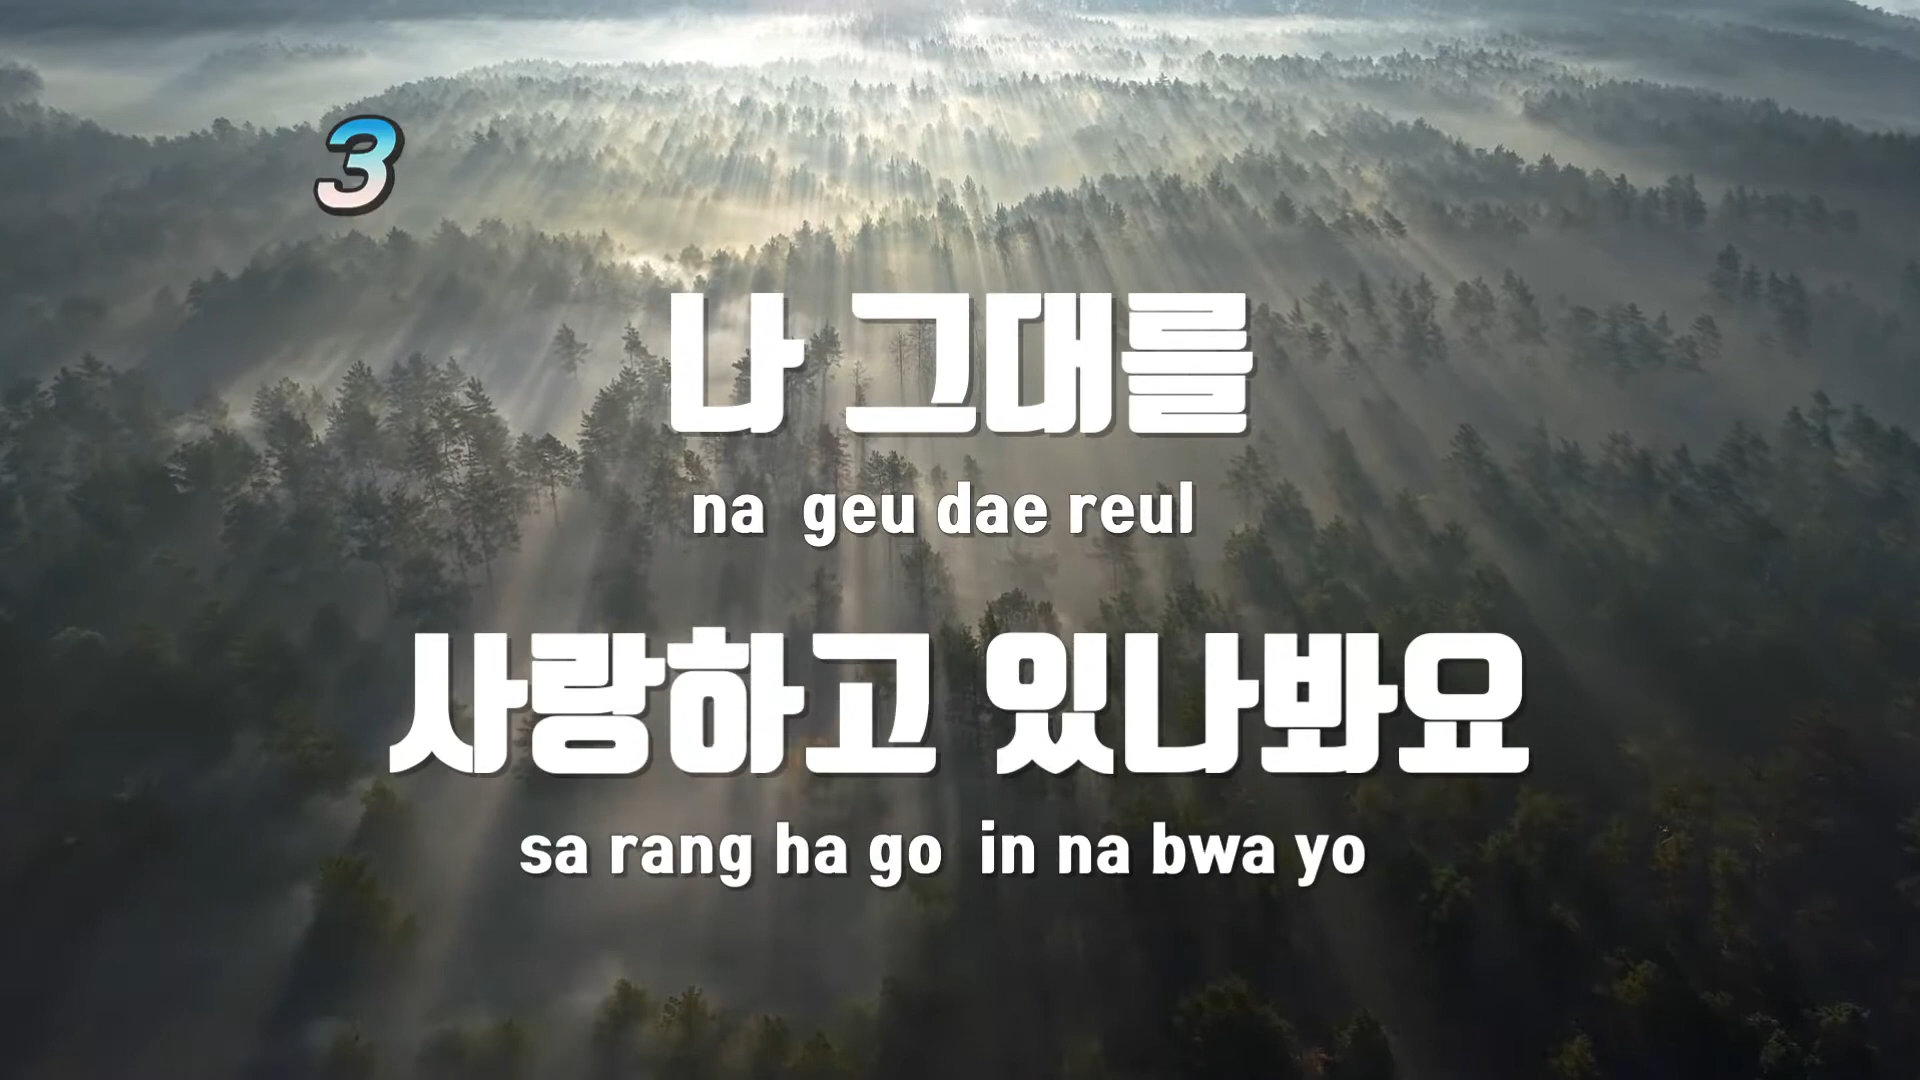 3
나 그대를
na geu dae reul
사랑하고 있나봐요
sa rang ha go in na bwa yo